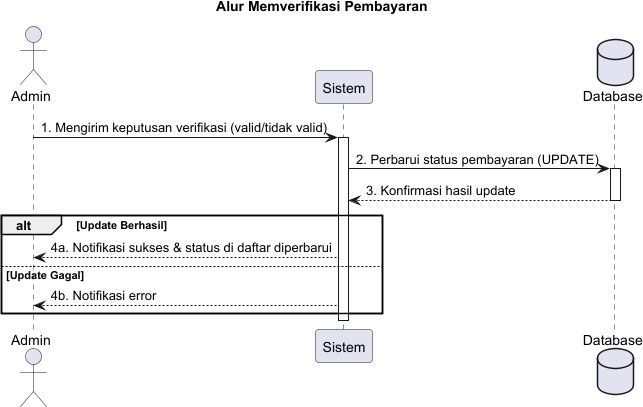 Alur Memverifikasi Pembayaran
Admin
Sistem
Database
1. Mengirim keputusan verifikasi (valid/tidak valid)
2. Perbarui status pembayaran (UPDATE)
3. Konfirmasi hasil update
alt [Update Berhasil]
4a. Notifikasi sukses & status di daftar diperbarui
[Update Gagal]
4b. Notifikasi error
Admin
Sistem
Database